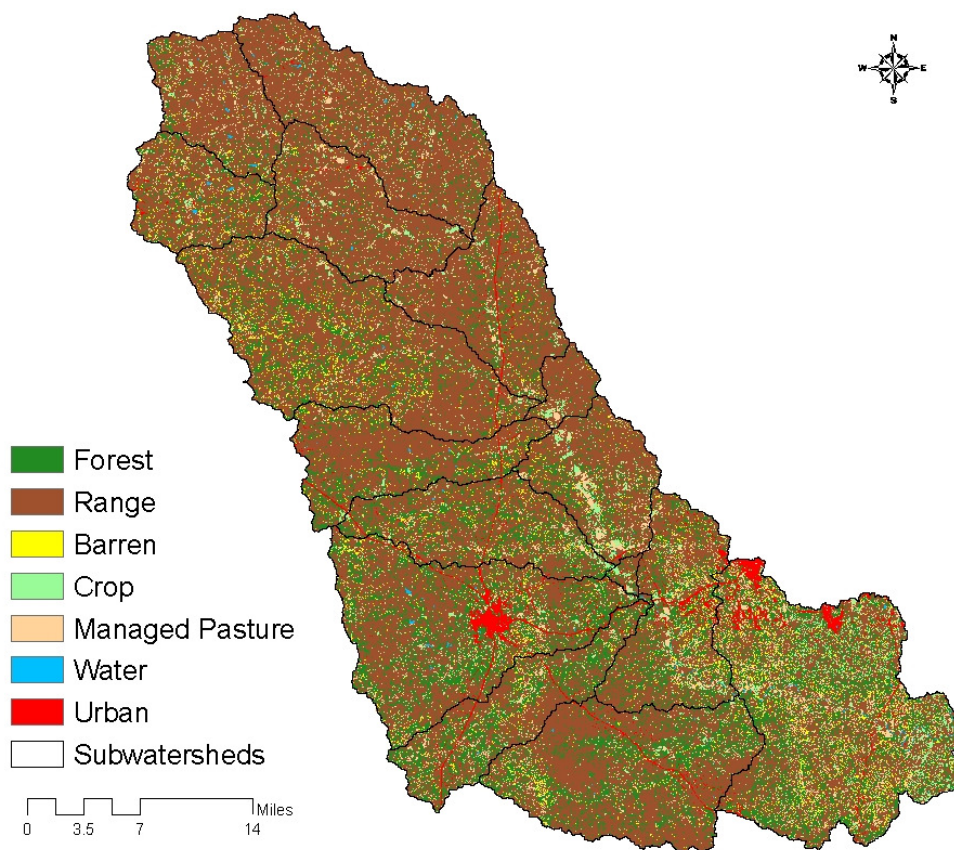 N
W E
S
Forest
Range
Barren
Crop
Managed Pasture
Water
Urban
Subwatersheds
Miles
0 3.5 7 14